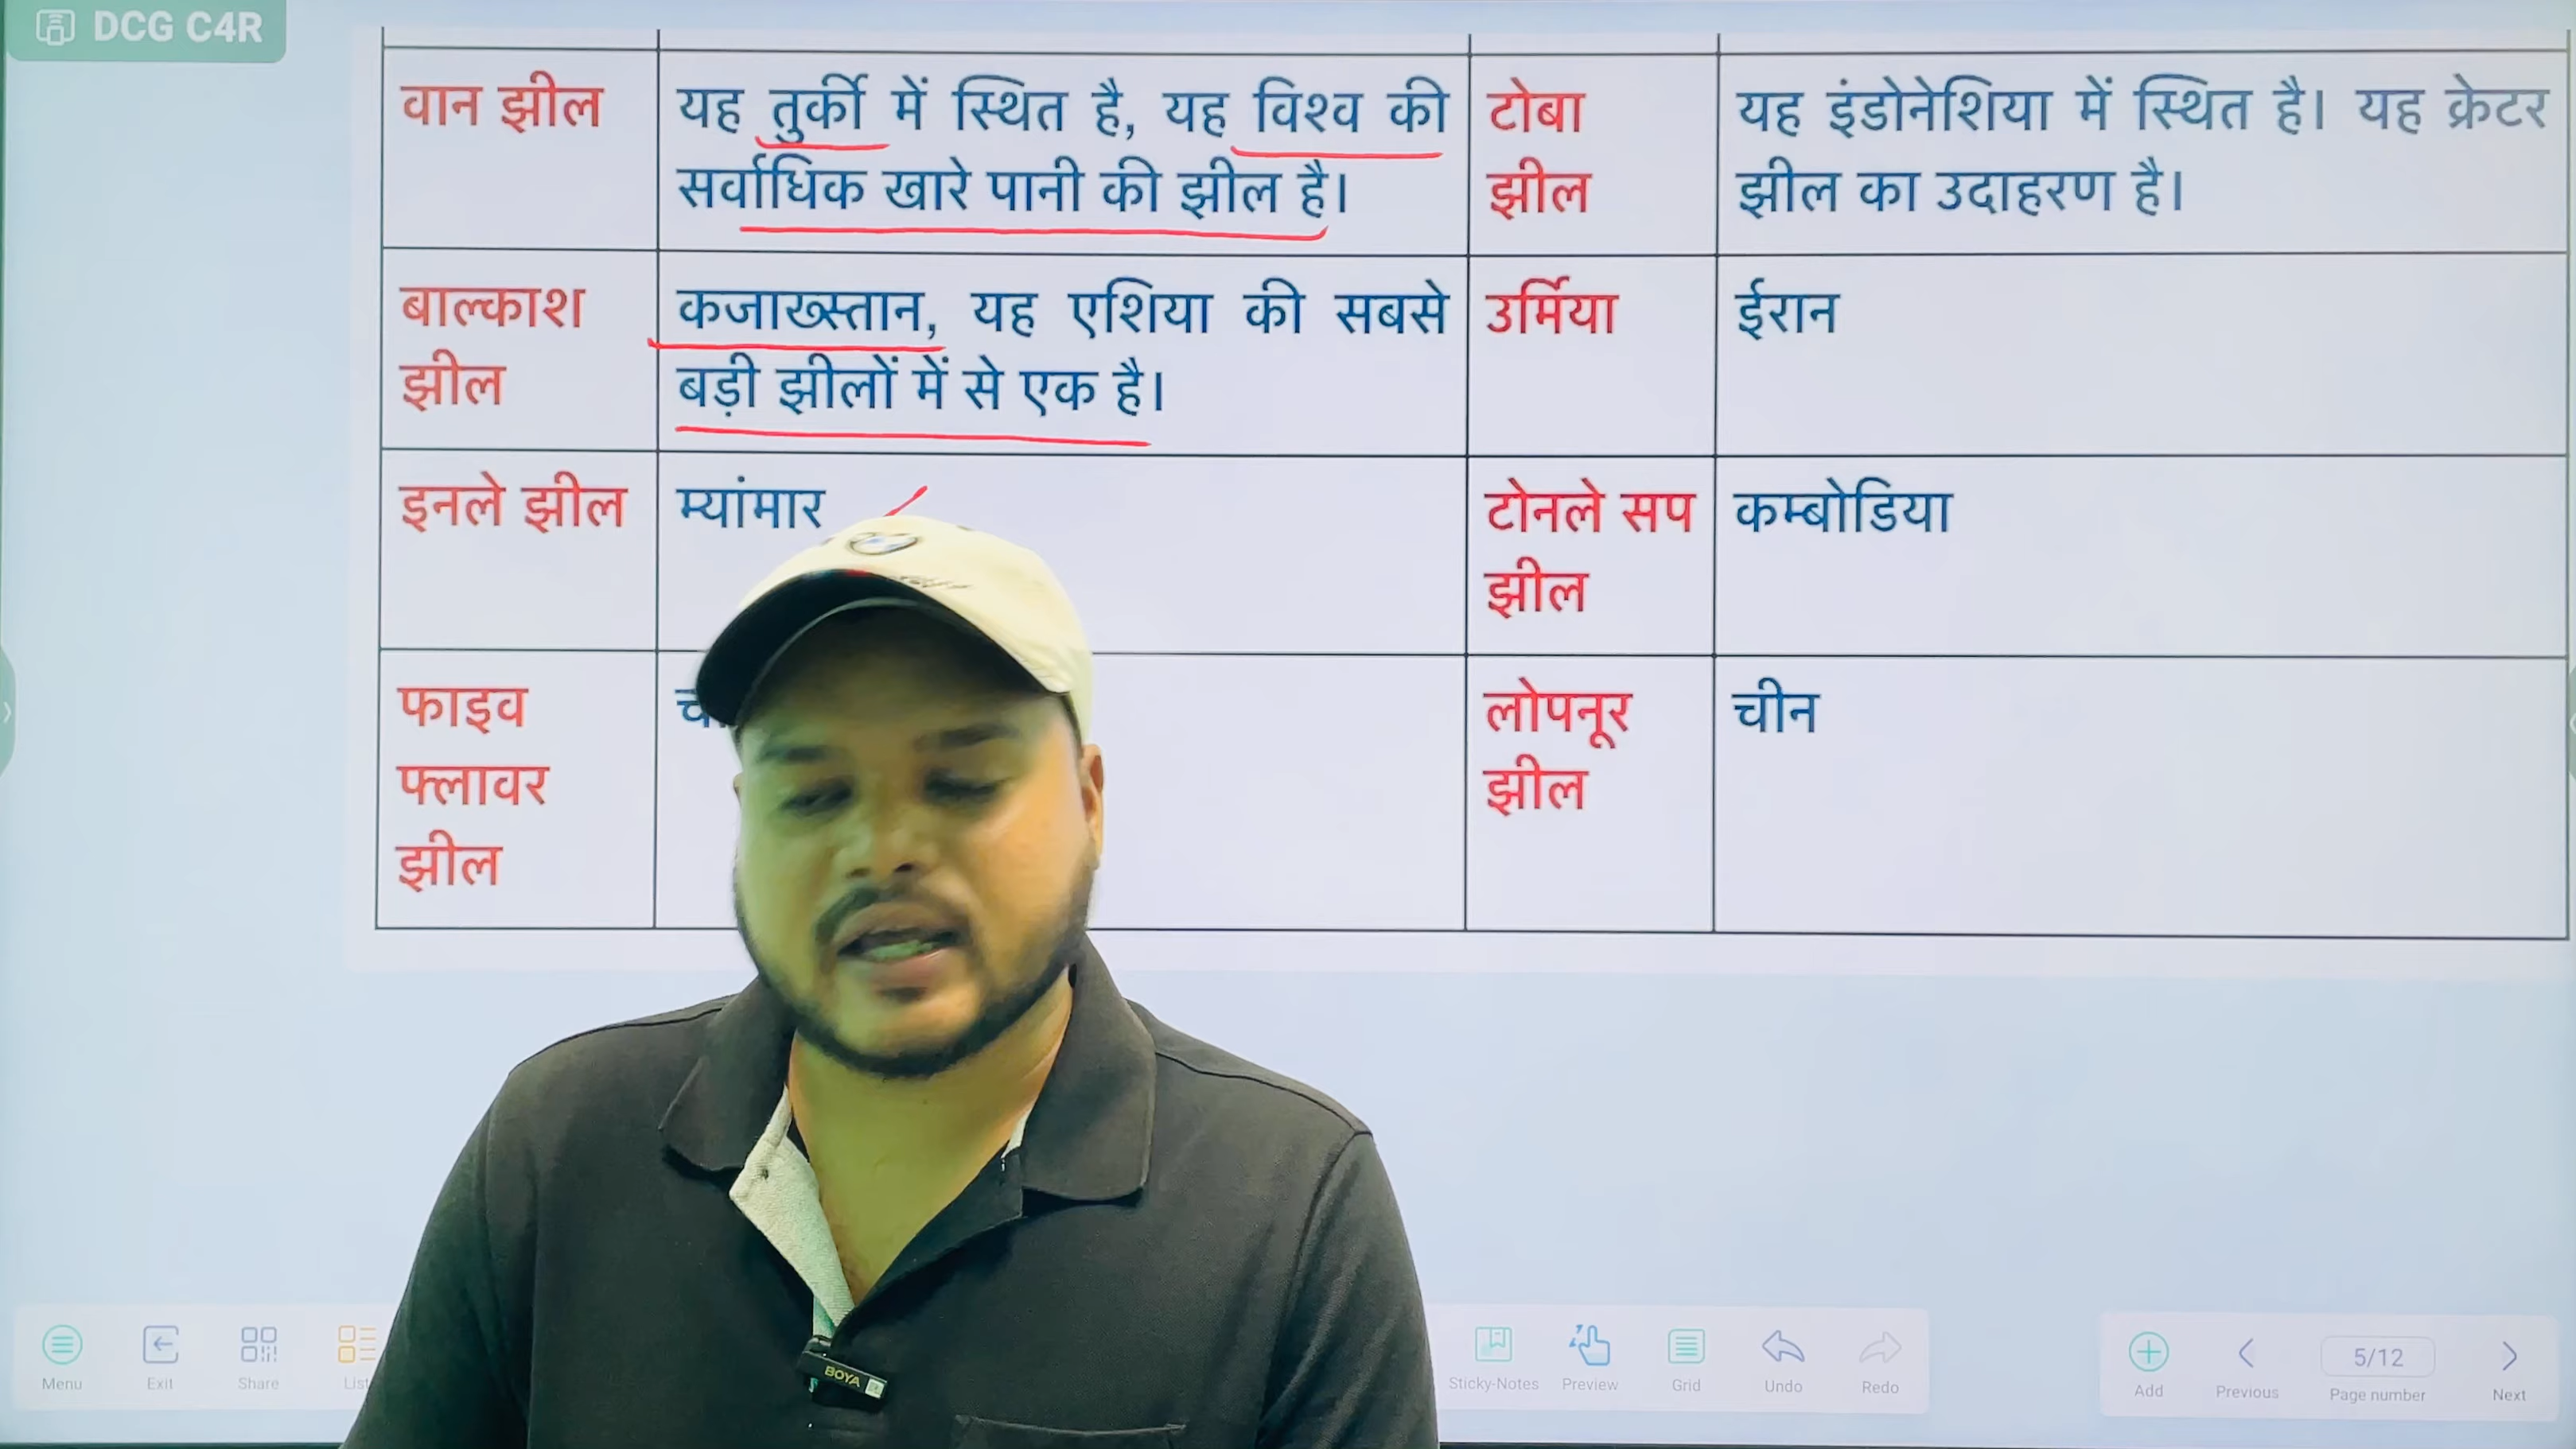 DCG C4R
वान झील
यह तुर्की में स्थित है, यह विश्व की
सर्वाधिक खारे पानी की झील है।
टोबा
झील
यह इंडोनेशिया में स्थित है। यह क्रेटर
झील का उदाहरण है।
बाल्काश
झील
कजाख्स्तान, यह एशिया की सबसे
बड़ी झीलों में से एक है।
उर्मिया
ईरान
इनले झील
म्यांमार
टोनले सप
झील
कम्बोडिया
फाइव
फ्लावर
झील
लोपनूर
झील
चीन
BOYA
Menu
Exit
Share
List
Sticky-Notes
Preview
Grid
Undo
Redo
Add
Previous
5/12
Page number
Next